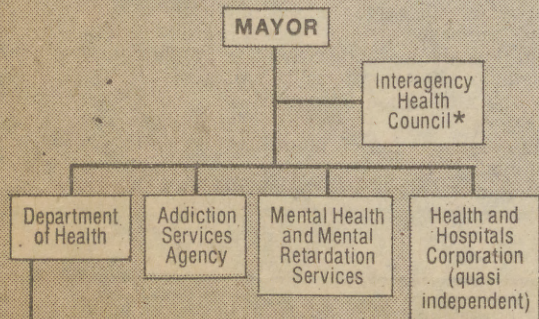 MAYOR
Interagency
Health
Council*
Department
of Health
Addiction
Services
Agency
Mental Health
and Mental
Retardation
Services
Health and
Hospitals
Corporation
(quasi
independent)